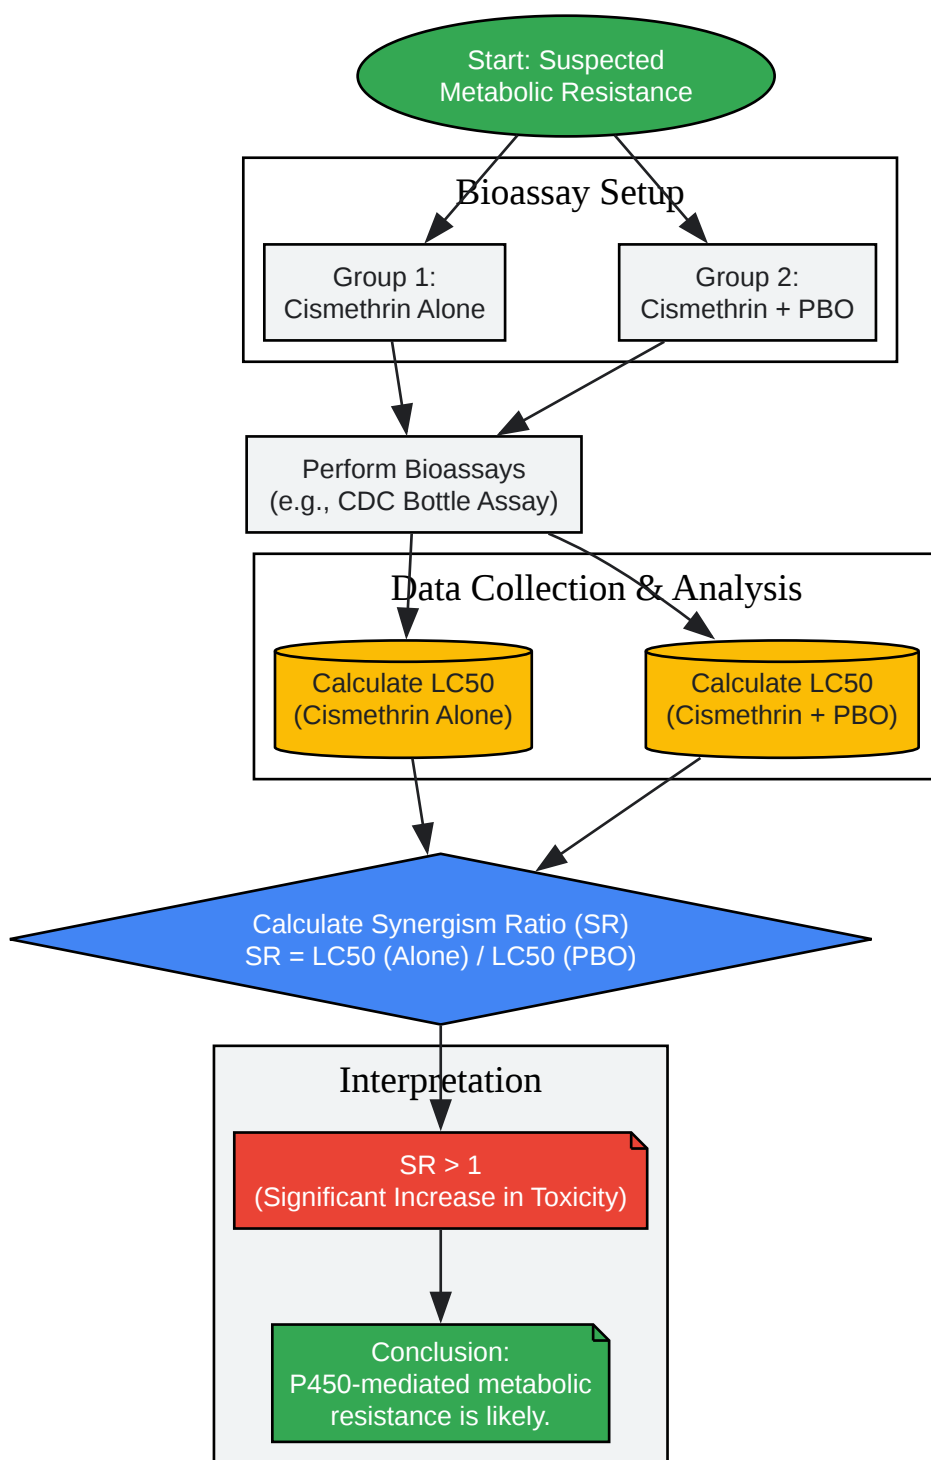 Start: Suspected
Metabolic Resistance
Bioassay Setup
Group 1:
Cismethrin Alone
Group 2:
Cismethrin + PBO
Perform Bioassays
(e.g., CDC Bottle Assay)
Data Collection & Analysis
Calculate LC50
(Cismethrin Alone)
Calculate LC50
(Cismethrin + PBO)
Calculate Synergism Ratio (SR)
SR = LC50 (Alone) / LC50 (PBO)
Interpretation
SR > 1
(Significant Increase in Toxicity)
Conclusion:
P450-mediated metabolic
resistance is likely.